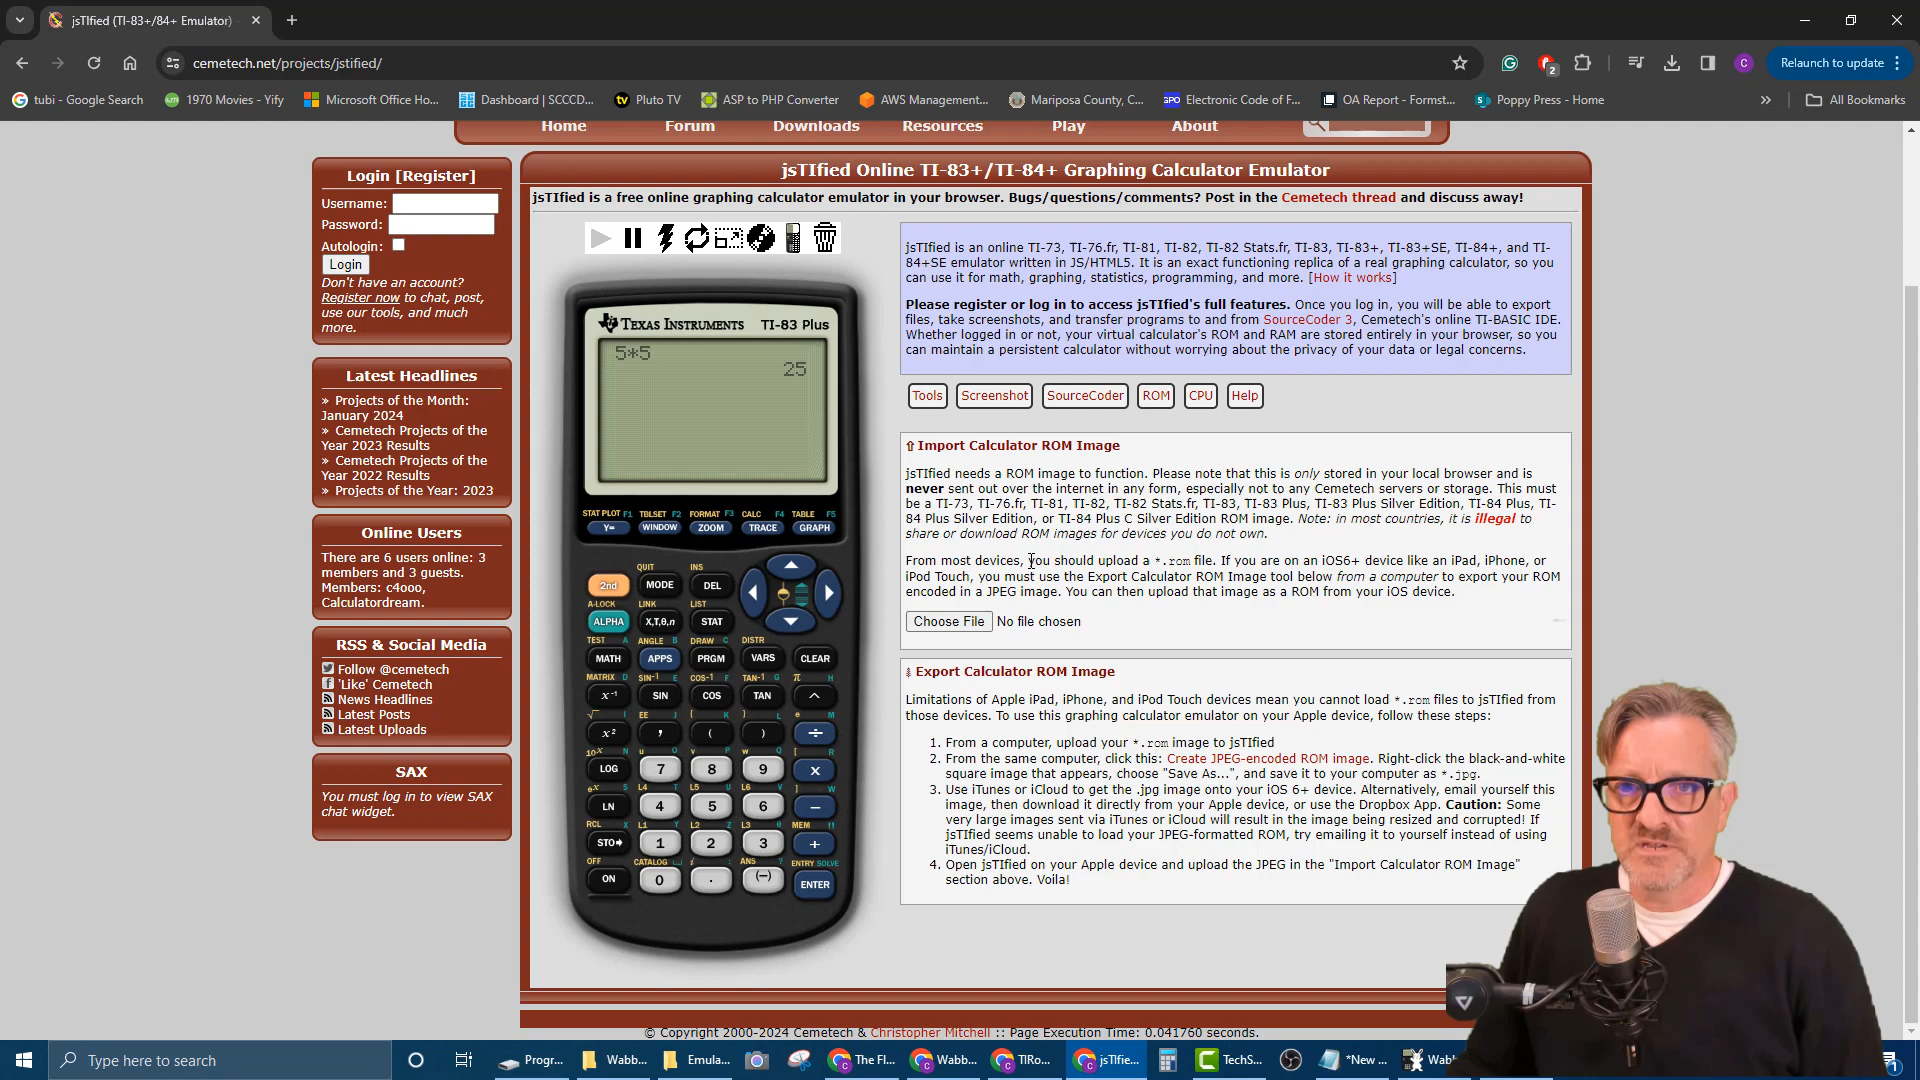 jsTIfied (TI-83+/84+ Emulator)
cemetech.net/projects/jstified/
2
C
Relaunch to update
tubi - Google Search
1970 Movies - Yify
Microsoft Office Ho...
Dashboard | SCCCD...
Pluto TV
ASP to PHP Converter
AWS Management...
Mariposa County, C...
Electronic Code of F...
OA Report - Formst...
Poppy Press - Home
All Bookmarks
Home
Forum
Downloads
Resources
Play
About
Login [Register]
Username:
Password:
Autologin:
Login
Don't have an account?
Register now to chat, post,
use our tools, and much
more.
Latest Headlines
» Projects of the Month:
January 2024
» Cemetech Projects of the
Year 2023 Results
» Cemetech Projects of the
Year 2022 Results
» Projects of the Year: 2023
Online Users
There are 6 users online: 3
members and 3 guests.
Members: c4ooo,
Calculatordream.
RSS & Social Media
Follow @cemetech
'Like' Cemetech
News Headlines
Latest Posts
Latest Uploads
SAX
You must log in to view SAX
chat widget.
jsTIfied Online TI-83+/TI-84+ Graphing Calculator Emulator
jsTIfied is a free online graphing calculator emulator in your browser. Bugs/questions/comments? Post in the Cemetech thread and discuss away!
TEXAS INSTRUMENTS TI-83 Plus
5*5
25
STAT PLOT F1 TBLSET F2 FORMAT F3 CALC F4 TABLE F5
Y= WINDOW ZOOM TRACE GRAPH
QUIT INS
2nd MODE DEL
A-LOCK LINK LIST
ALPHA X,T,θ,n STAT
TEST A ANGLE B DRAW C DISTR
MATH APPS PRGM VARS CLEAR
MATRIX D SIN⁻¹ E COS⁻¹ F TAN⁻¹ G π H
x⁻¹ SIN COS TAN ^
√ I EE J { K } L e M
x² , ( ) ÷
10ˣ N u O v P w Q [ R
LOG 7 8 9 X
eˣ S L4 T L5 U L6 V ] W
LN 4 5 6 −
RCL X L1 Y L2 Z L3 θ MEM "
STO➔ 1 2 3 +
OFF CATALOG i : ANS ? ENTRY SOLVE
ON 0 . (−) ENTER
jsTIfied is an online TI-73, TI-76.fr, TI-81, TI-82, TI-82 Stats.fr, TI-83, TI-83+, TI-83+SE, TI-84+, and TI-
84+SE emulator written in JS/HTML5. It is an exact functioning replica of a real graphing calculator, so you
can use it for math, graphing, statistics, programming, and more. [How it works]
Please register or log in to access jsTIfied's full features. Once you log in, you will be able to export
files, take screenshots, and transfer programs to and from SourceCoder 3, Cemetech's online TI-BASIC IDE.
Whether logged in or not, your virtual calculator's ROM and RAM are stored entirely in your browser, so you
can maintain a persistent calculator without worrying about the privacy of your data or legal concerns.
Tools
Screenshot
SourceCoder
ROM
CPU
Help
⇧ Import Calculator ROM Image
jsTIfied needs a ROM image to function. Please note that this is only stored in your local browser and is
never sent out over the internet in any form, especially not to any Cemetech servers or storage. This must
be a TI-73, TI-76.fr, TI-81, TI-82, TI-82 Stats.fr, TI-83, TI-83 Plus, TI-83 Plus Silver Edition, TI-84 Plus, TI-
84 Plus Silver Edition, or TI-84 Plus C Silver Edition ROM image. Note: in most countries, it is illegal to
share or download ROM images for devices you do not own.
From most devices, you should upload a *.rom file. If you are on an iOS6+ device like an iPad, iPhone, or
iPod Touch, you must use the Export Calculator ROM Image tool below from a computer to export your ROM
encoded in a JPEG image. You can then upload that image as a ROM from your iOS device.
Choose File No file chosen
⇩ Export Calculator ROM Image
Limitations of Apple iPad, iPhone, and iPod Touch devices mean you cannot load *.rom files to jsTIfied from
those devices. To use this graphing calculator emulator on your Apple device, follow these steps:
1. From a computer, upload your *.rom image to jsTIfied
2. From the same computer, click this: Create JPEG-encoded ROM image. Right-click the black-and-white
square image that appears, choose "Save As...", and save it to your computer as *.jpg.
3. Use iTunes or iCloud to get the .jpg image onto your iOS 6+ device. Alternatively, email yourself this
image, then download it directly from your Apple device, or use the Dropbox App. Caution: Some
very large images sent via iTunes or iCloud will result in the image being resized and corrupted! If
jsTIfied seems unable to load your JPEG-formatted ROM, try emailing it to yourself instead of using
iTunes/iCloud.
4. Open jsTIfied on your Apple device and upload the JPEG in the "Import Calculator ROM Image"
section above. Voila!
© Copyright 2000-2024 Cemetech & Christopher Mitchell :: Page Execution Time: 0.041760 seconds.
Type here to search
Progr...
Wabb...
Emula...
The Fl...
Wabb...
TIRo...
jsTIfie...
TechS...
*New ...
Wabb
1